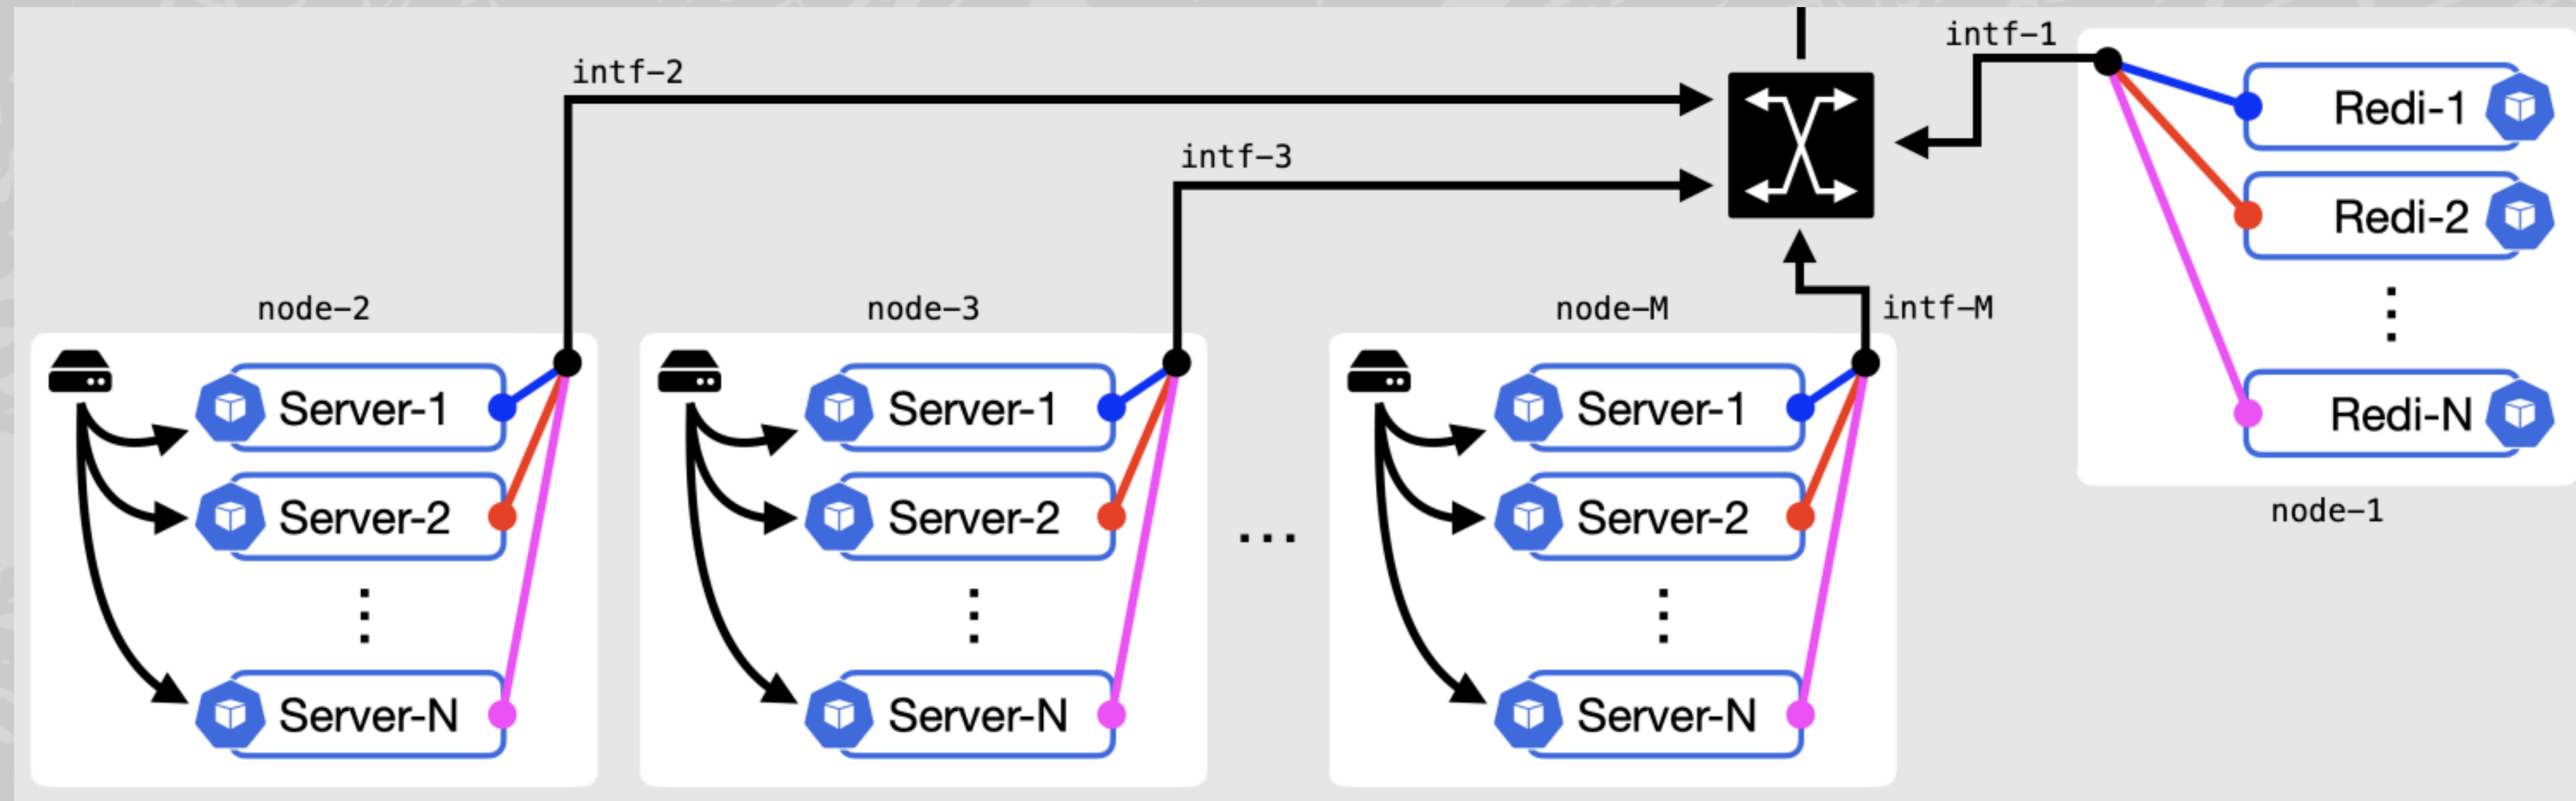 intf-1
intf-2
intf-3
Redi-1
Redi-2
⋮
Redi-N
node-1
node-2
Server-1
Server-2
⋮
Server-N
node-3
Server-1
Server-2
⋮
Server-N
...
node-M
intf-M
Server-1
Server-2
⋮
Server-N